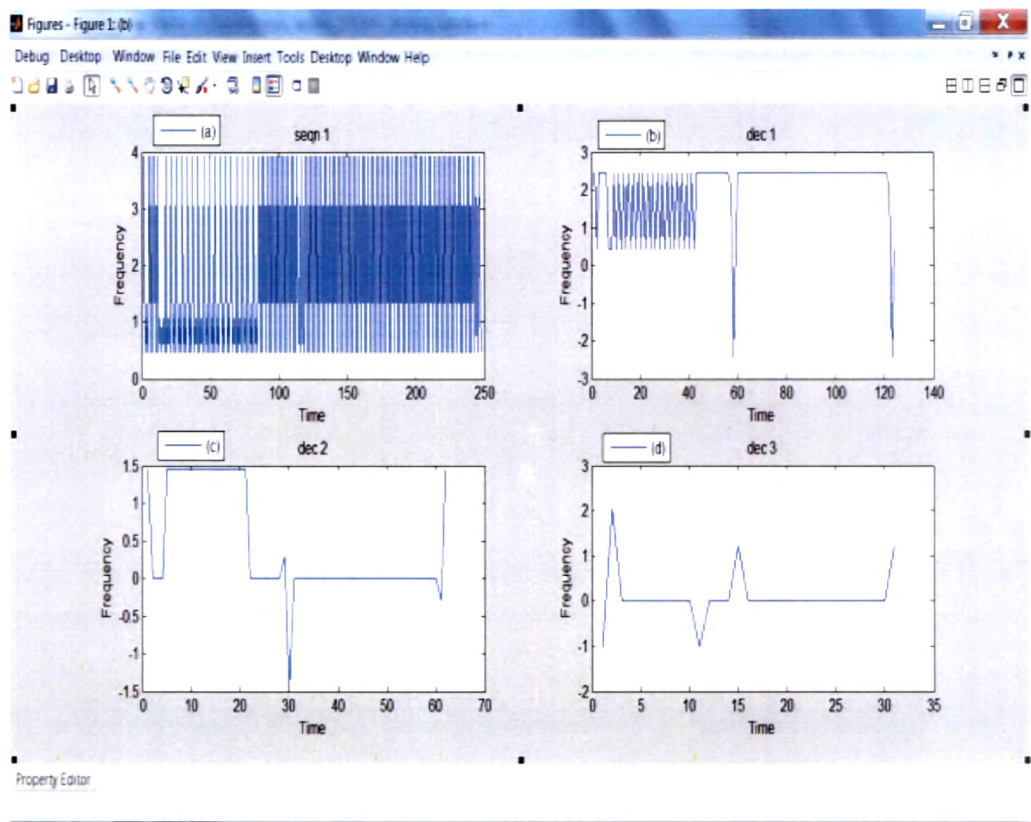 Figures - Figure 1: (b)
Debug Desktop Window File Edit View Insert Tools Desktop Window Help
(a)
seqn 1
4
3
2
1
0
0 50 100 150 200 250
Frequency
Time
(b)
dec 1
3
2
1
0
-1
-2
-3
0 20 40 60 80 100 120 140
Frequency
Time
(c)
dec 2
1.5
1
0.5
0
-0.5
-1
-1.5
0 10 20 30 40 50 60 70
Frequency
Time
(d)
dec 3
3
2
1
0
-1
-2
0 5 10 15 20 25 30 35
Frequency
Time
Property Editor